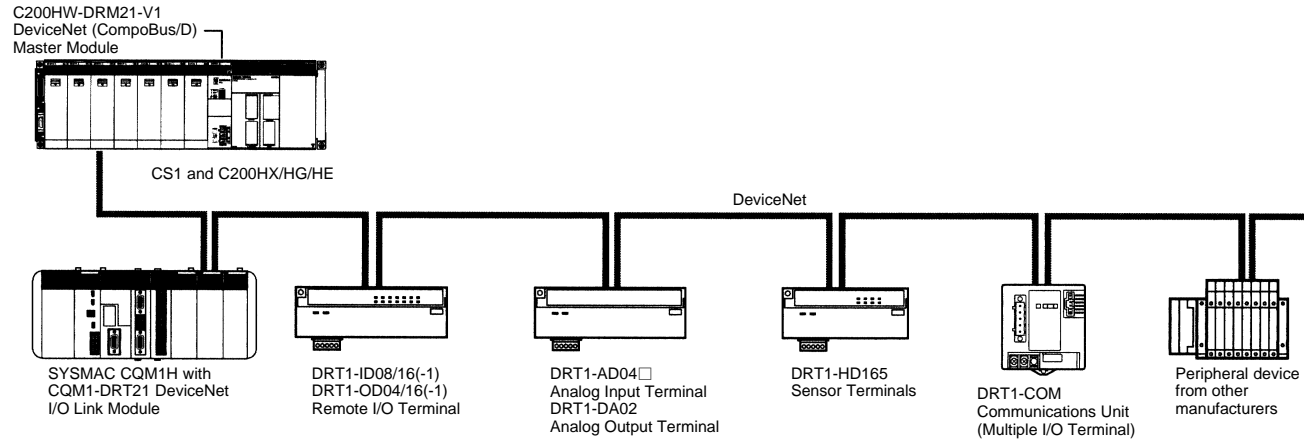 C200HW-DRM21-V1
DeviceNet (CompoBus/D)
Master Module
CS1 and C200HX/HG/HE
DeviceNet
SYSMAC CQM1H with
CQM1-DRT21 DeviceNet
I/O Link Module
DRT1-ID08/16(-1)
DRT1-OD04/16(-1)
Remote I/O Terminal
DRT1-AD04□
Analog Input Terminal
DRT1-DA02
Analog Output Terminal
DRT1-HD165
Sensor Terminals
DRT1-COM
Communications Unit
(Multiple I/O Terminal)
Peripheral device
from other
manufacturers